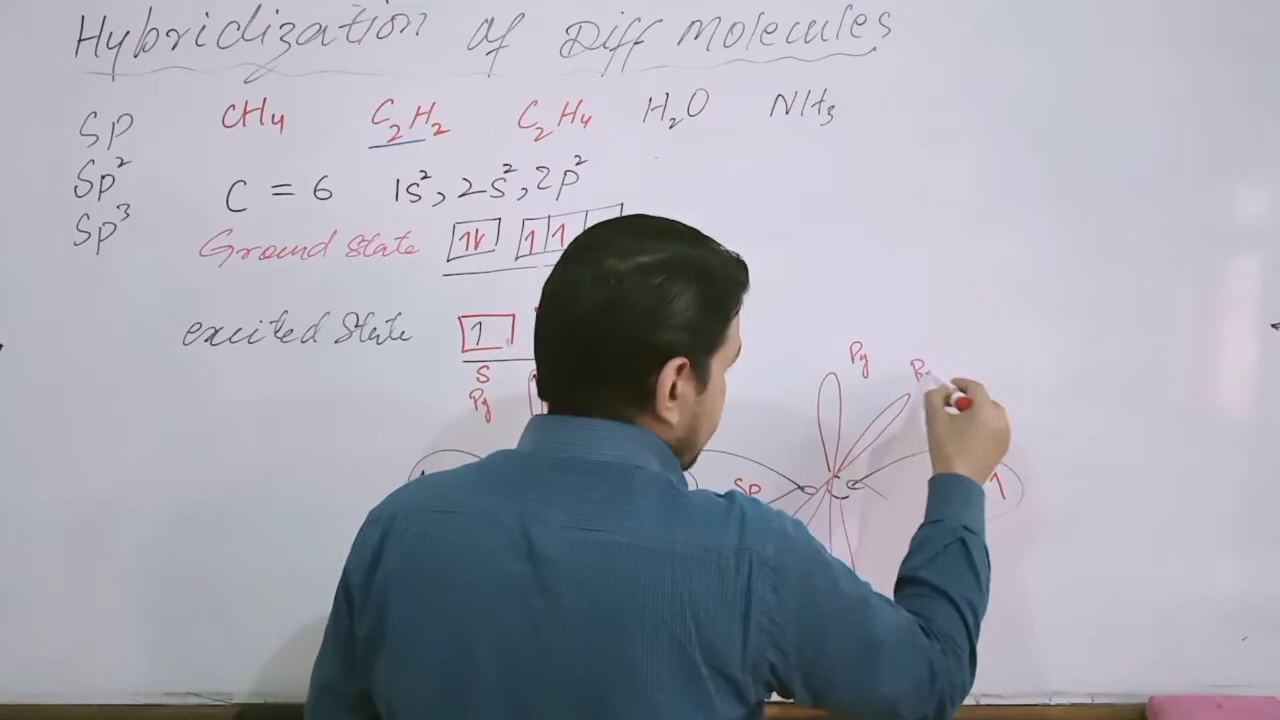 Hybridization of Diff Molecules
SP CH4 C2H2 C2H4 H2O NH3
Sp²
C = 6 1s², 2s², 2p²
Sp³
Ground state 1 1 1
excited state 1
S
Py
Py
Sp
C
1